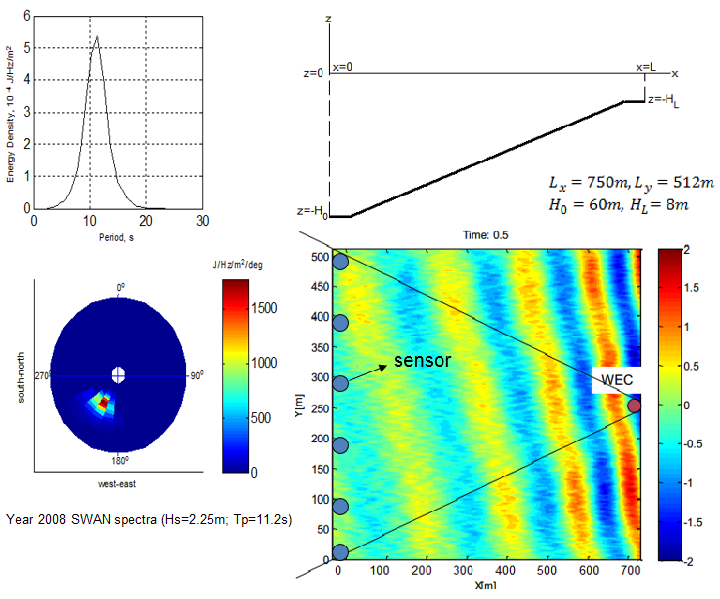 6
5
4
3
2
1
0
0
10
20
30
Energy Density, 10⁻⁴ J/Hz/m²
Period, s
z
z=0
x=0
x=L
x
z=-H_L
z=-H₀
L_x = 750m, L_y = 512m
H₀ = 60m, H_L = 8m
J/Hz/m²/deg
0°
270°
90°
180°
south-north
west-east
1500
1000
500
0
Year 2008 SWAN spectra (Hs=2.25m; Tp=11.2s)
Time: 0.5
500
450
400
350
300
250
200
150
100
50
0
Y[m]
0
100
200
300
400
500
600
700
X[m]
sensor
WEC
2
1.5
1
0.5
0
-0.5
-1
-1.5
-2